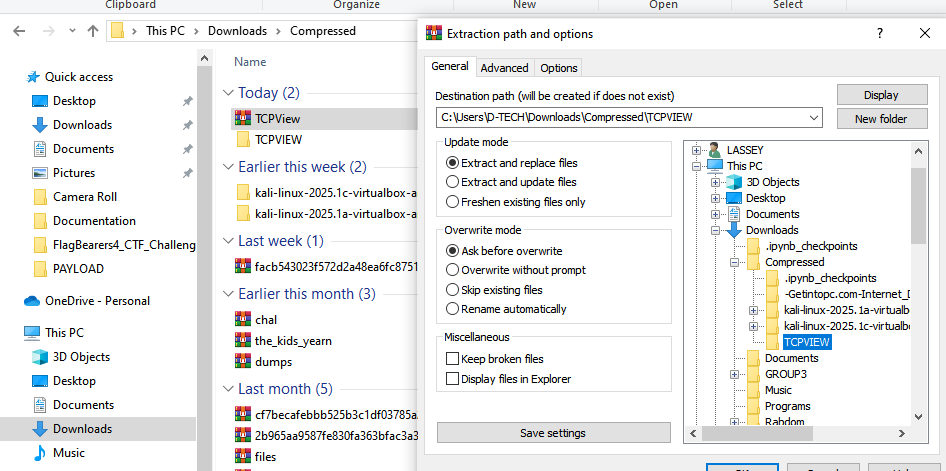 Clipboard
Organize
New
Open
Select
This PC
Downloads
Compressed
Name
Quick access
Desktop
Downloads
Documents
Pictures
Camera Roll
Documentation
FlagBearers4_CTF_Challeng
PAYLOAD
OneDrive - Personal
This PC
3D Objects
Desktop
Documents
Downloads
Music
Today (2)
TCPView
TCPVIEW
Earlier this week (2)
kali-linux-2025.1c-virtualbox-a
kali-linux-2025.1a-virtualbox-a
Last week (1)
facb543023f572d2a48ea6fc8751
Earlier this month (3)
chal
the_kids_yearn
dumps
Last month (5)
cf7becafebbb525b3c1df03785a
2b965aa9587fe830fa363bfac3a3
files
Extraction path and options
?
General
Advanced
Options
Destination path (will be created if does not exist)
C:\Users\D-TECH\Downloads\Compressed\TCPVIEW
Display
New folder
Update mode
Extract and replace files
Extract and update files
Freshen existing files only
Overwrite mode
Ask before overwrite
Overwrite without prompt
Skip existing files
Rename automatically
Miscellaneous
Keep broken files
Display files in Explorer
Save settings
LASSEY
This PC
3D Objects
Desktop
Documents
Downloads
.ipynb_checkpoints
Compressed
.ipynb_checkpoints
-Getintopc.com-Internet_D
kali-linux-2025.1a-virtualb
kali-linux-2025.1c-virtualb
TCPVIEW
Documents
GROUP3
Music
Programs